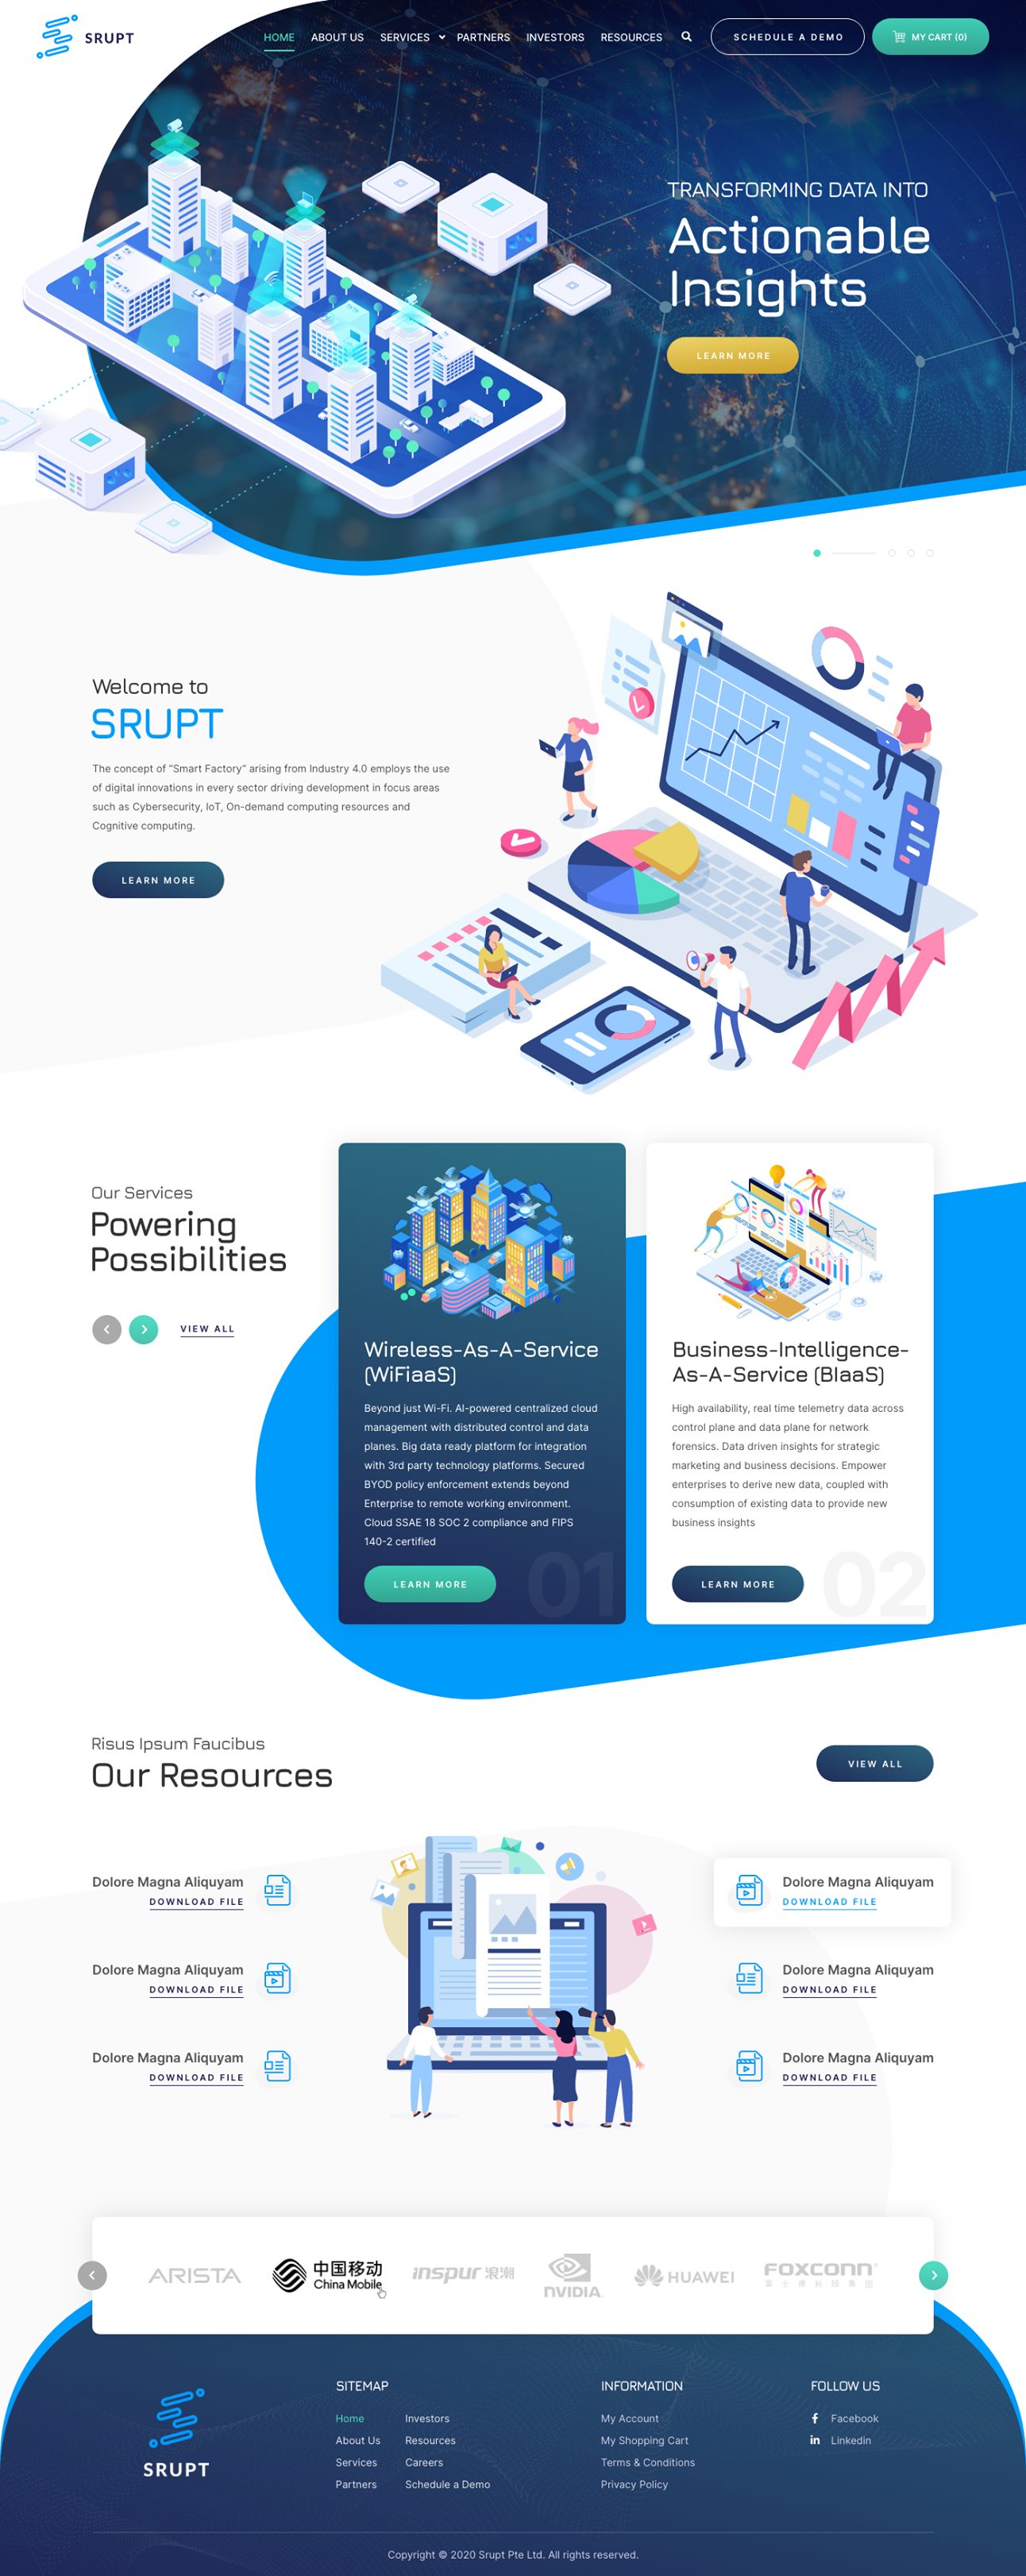 SRUPT
HOME ABOUT US SERVICES PARTNERS INVESTORS RESOURCES
SCHEDULE A DEMO
MY CART (0)
TRANSFORMING DATA INTO
Actionable
Insights
LEARN MORE
Welcome to
SRUPT
The concept of “Smart Factory” arising from Industry 4.0 employs the use
of digital innovations in every sector driving development in focus areas
such as Cybersecurity, IoT, On-demand computing resources and
Cognitive computing.
LEARN MORE
Our Services
Powering
Possibilities
VIEW ALL
Wireless-As-A-Service
(WiFiaaS)
Beyond just Wi-Fi. AI-powered centralized cloud
management with distributed control and data
planes. Big data ready platform for integration
with 3rd party technology platforms. Secured
BYOD policy enforcement extends beyond
Enterprise to remote working environment.
Cloud SSAE 18 SOC 2 compliance and FIPS
140-2 certified
LEARN MORE
01
Business-Intelligence-
As-A-Service (BIaaS)
High availability, real time telemetry data across
control plane and data plane for network
forensics. Data driven insights for strategic
marketing and business decisions. Empower
enterprises to derive new data, coupled with
consumption of existing data to provide new
business insights
LEARN MORE
02
Risus Ipsum Faucibus
Our Resources
VIEW ALL
Dolore Magna Aliquyam
DOWNLOAD FILE
Dolore Magna Aliquyam
DOWNLOAD FILE
Dolore Magna Aliquyam
DOWNLOAD FILE
Dolore Magna Aliquyam
DOWNLOAD FILE
Dolore Magna Aliquyam
DOWNLOAD FILE
Dolore Magna Aliquyam
DOWNLOAD FILE
ARISTA
中国移动
China Mobile
inspur 浪潮
NVIDIA.
HUAWEI
FOXCONN
富士康科技集团
SRUPT
SITEMAP
Home
About Us
Services
Partners
Investors
Resources
Careers
Schedule a Demo
INFORMATION
My Account
My Shopping Cart
Terms & Conditions
Privacy Policy
FOLLOW US
Facebook
Linkedin
Copyright © 2020 Srupt Pte Ltd. All rights reserved.